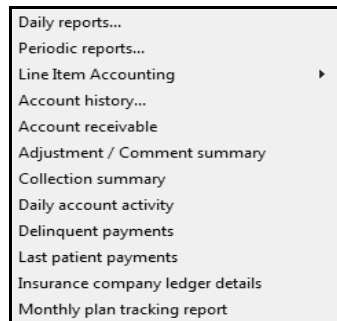 Daily reports...
Periodic reports...
Line Item Accounting
Account history...
Account receivable
Adjustment / Comment summary
Collection summary
Daily account activity
Delinquent payments
Last patient payments
Insurance company ledger details
Monthly plan tracking report